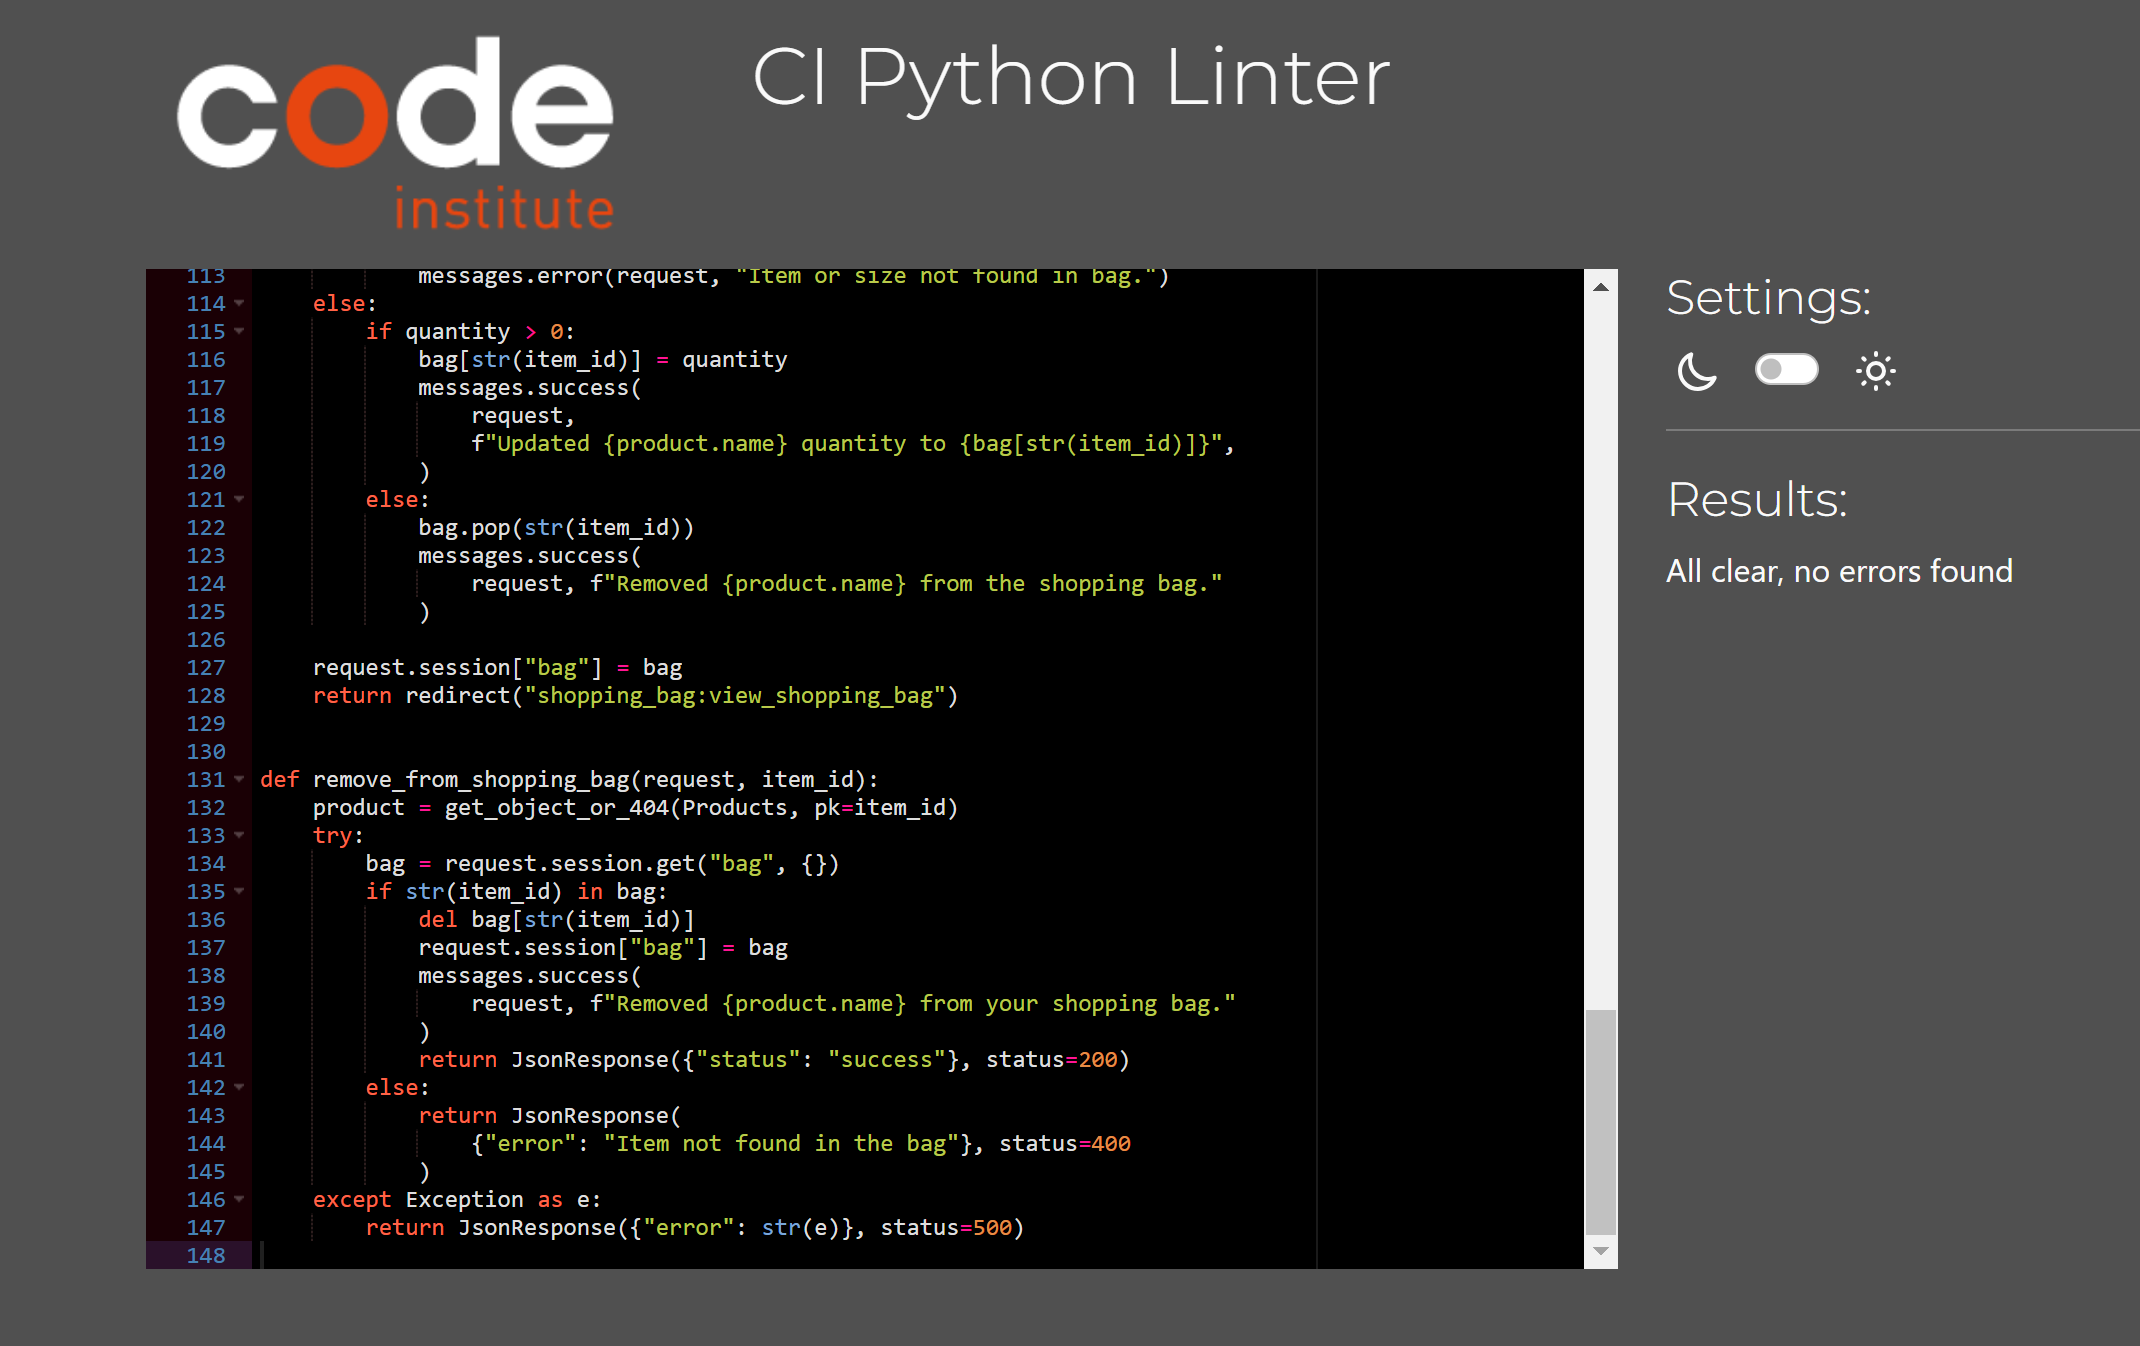 code
institute
CI Python Linter
113 messages.error(request, "Item or size not found in bag.")
114 else:
115 if quantity > 0:
116 bag[str(item_id)] = quantity
117 messages.success(
118 request,
119 f"Updated {product.name} quantity to {bag[str(item_id)]}",
120 )
121 else:
122 bag.pop(str(item_id))
123 messages.success(
124 request, f"Removed {product.name} from the shopping bag."
125 )
126
127 request.session["bag"] = bag
128 return redirect("shopping_bag:view_shopping_bag")
129
130
131 def remove_from_shopping_bag(request, item_id):
132 product = get_object_or_404(Products, pk=item_id)
133 try:
134 bag = request.session.get("bag", {})
135 if str(item_id) in bag:
136 del bag[str(item_id)]
137 request.session["bag"] = bag
138 messages.success(
139 request, f"Removed {product.name} from your shopping bag."
140 )
141 return JsonResponse({"status": "success"}, status=200)
142 else:
143 return JsonResponse(
144 {"error": "Item not found in the bag"}, status=400
145 )
146 except Exception as e:
147 return JsonResponse({"error": str(e)}, status=500)
148
Settings:
Results:
All clear, no errors found